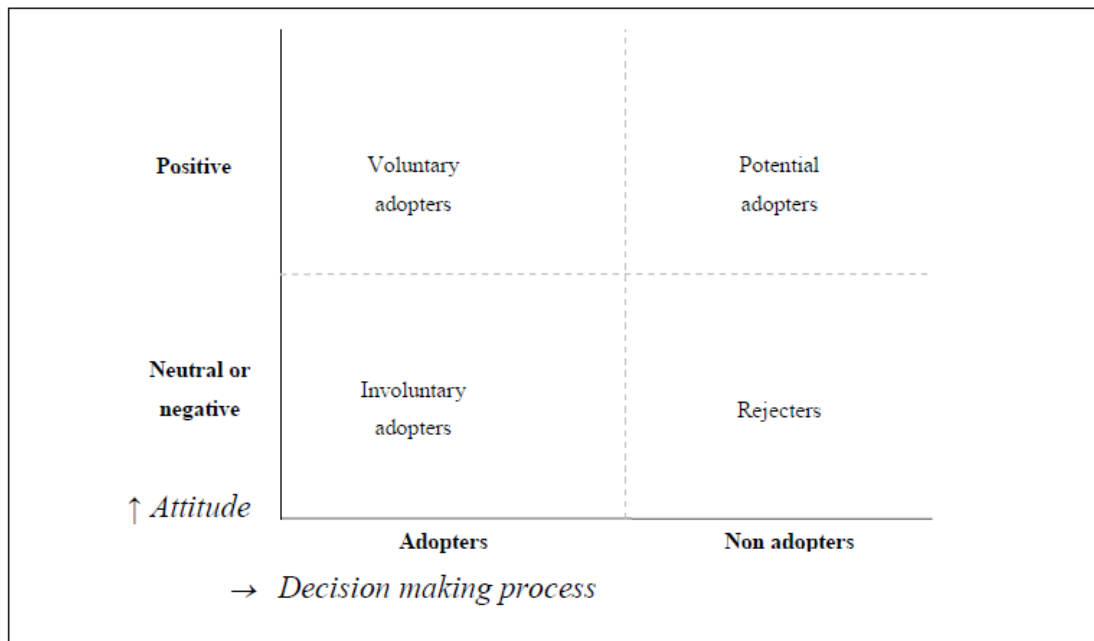 Positive
Voluntary
adopters
Potential
adopters
Neutral or
negative
Involuntary
adopters
Rejecters
↑ Attitude
Adopters
Non adopters
→ Decision making process